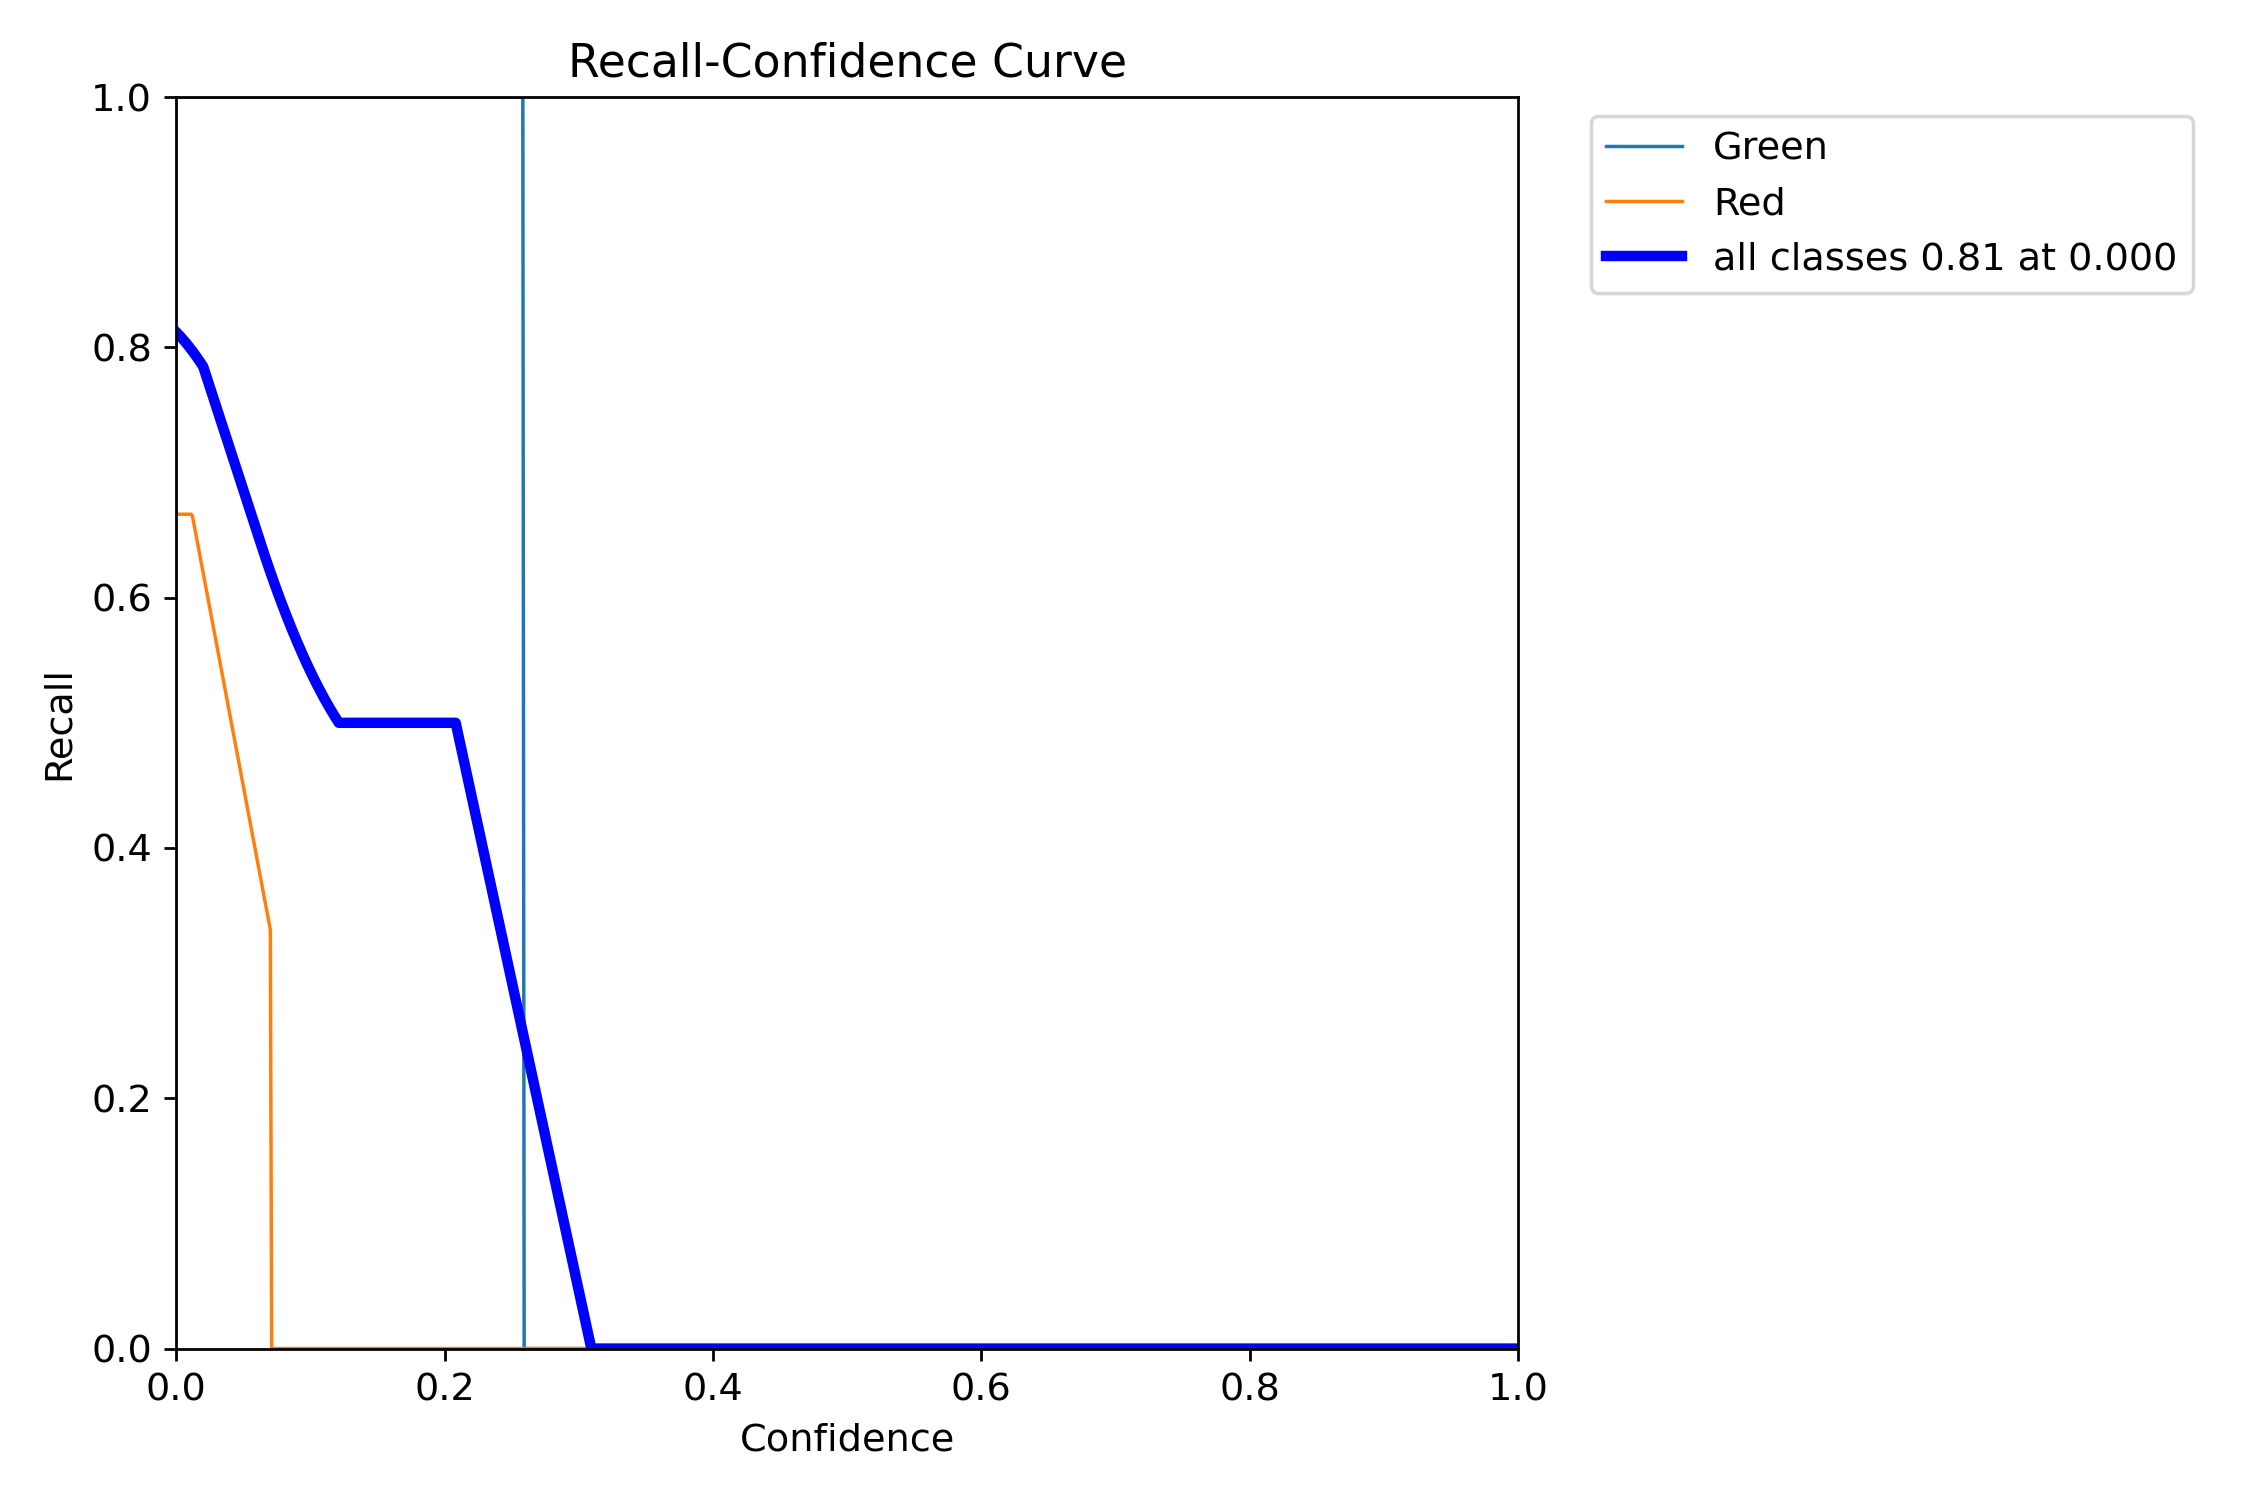 Recall-Confidence Curve
1.0
0.8
0.6
0.4
0.2
0.0
Recall
0.0 0.2 0.4 0.6 0.8 1.0
Confidence
Green
Red
all classes 0.81 at 0.000